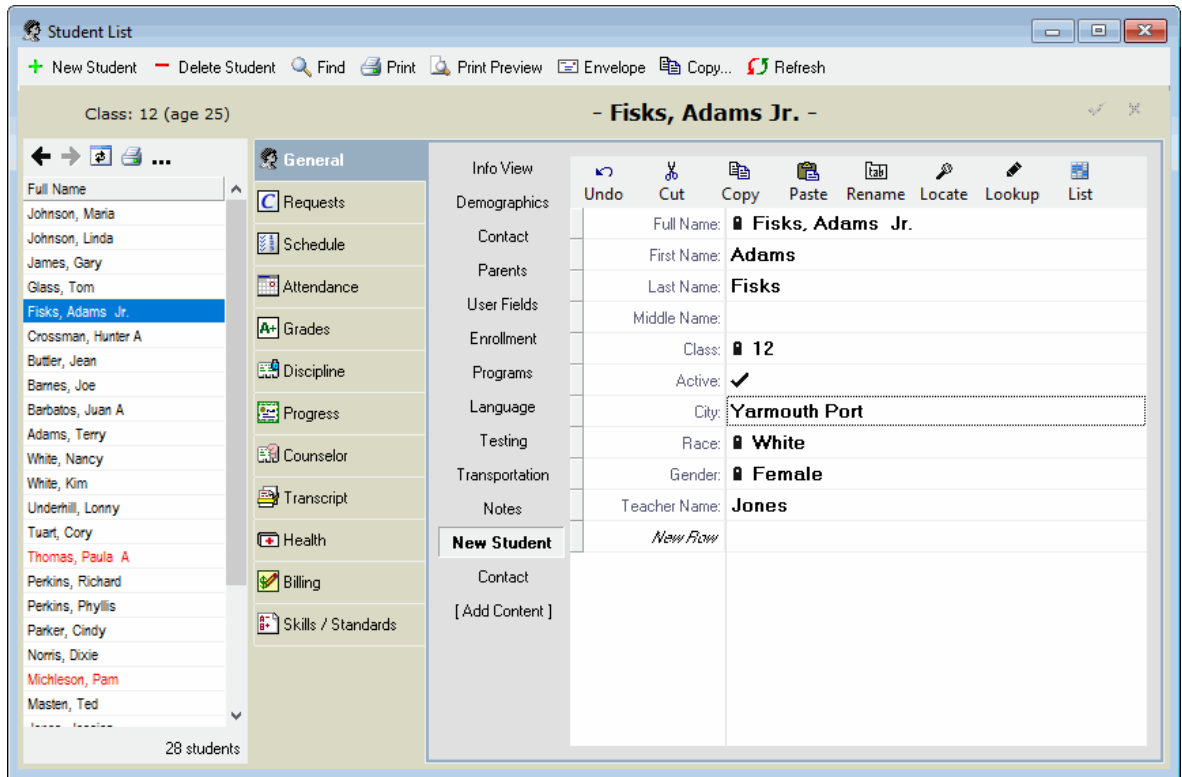 Student List
New Student Delete Student Find Print Print Preview Envelope Copy... Refresh
Class: 12 (age 25)
- Fisks, Adams Jr. -
...
Full Name
Johnson, Maria
Johnson, Linda
James, Gary
Glass, Tom
Fisks, Adams Jr.
Crossman, Hunter A
Buttler, Jean
Barnes, Joe
Barbatos, Juan A
Adams, Terry
White, Nancy
White, Kim
Underhill, Lonny
Tuart, Cory
Thomas, Paula A
Perkins, Richard
Perkins, Phyllis
Parker, Cindy
Norris, Dixie
Michleson, Pam
Masten, Ted
28 students
General
C Requests
Schedule
Attendance
A+ Grades
Discipline
Progress
Counselor
Transcript
Health
Billing
Skills / Standards
Info View
Demographics
Contact
Parents
User Fields
Enrollment
Programs
Language
Testing
Transportation
Notes
New Student
Contact
[ Add Content ]
tab
Undo Cut Copy Paste Rename Locate Lookup List
Full Name: Fisks, Adams Jr.
First Name: Adams
Last Name: Fisks
Middle Name:
Class: 12
Active:
City: Yarmouth Port
Race: White
Gender: Female
Teacher Name: Jones
New Row